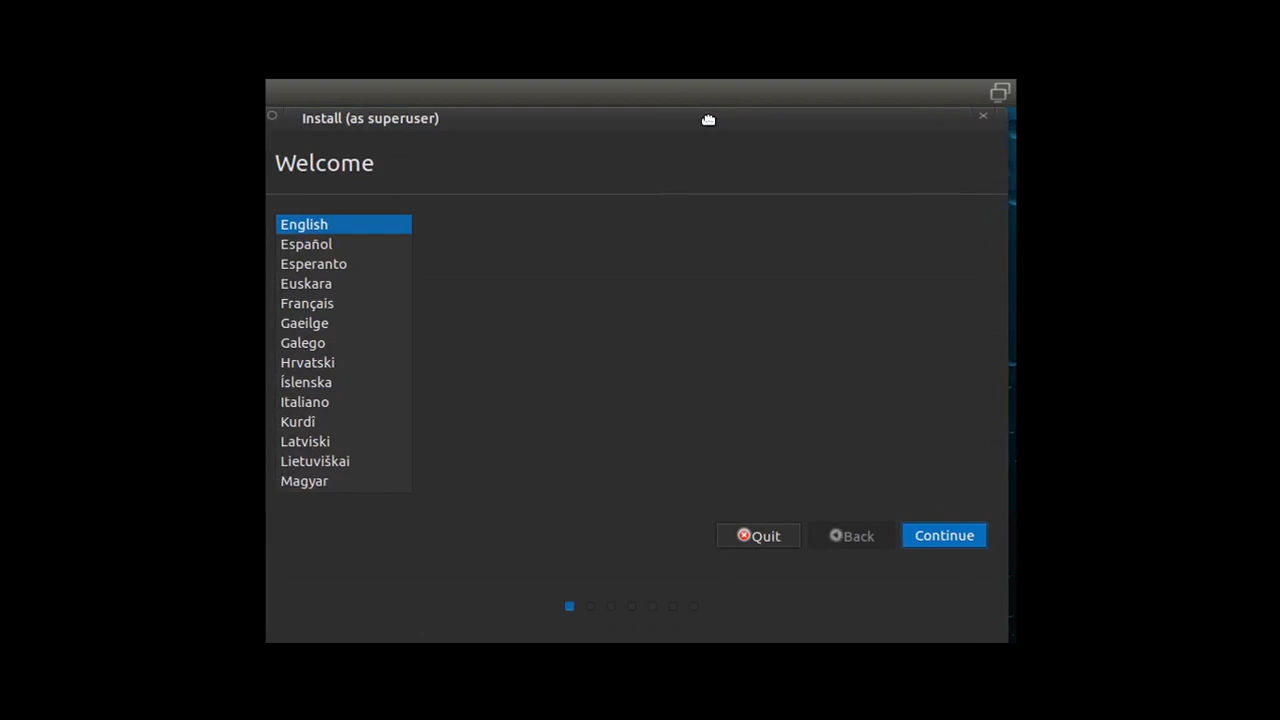 Install (as superuser)
Welcome
English
Español
Esperanto
Euskara
Français
Gaeilge
Galego
Hrvatski
Íslenska
Italiano
Kurdî
Latviski
Lietuviškai
Magyar
Quit
Back
Continue